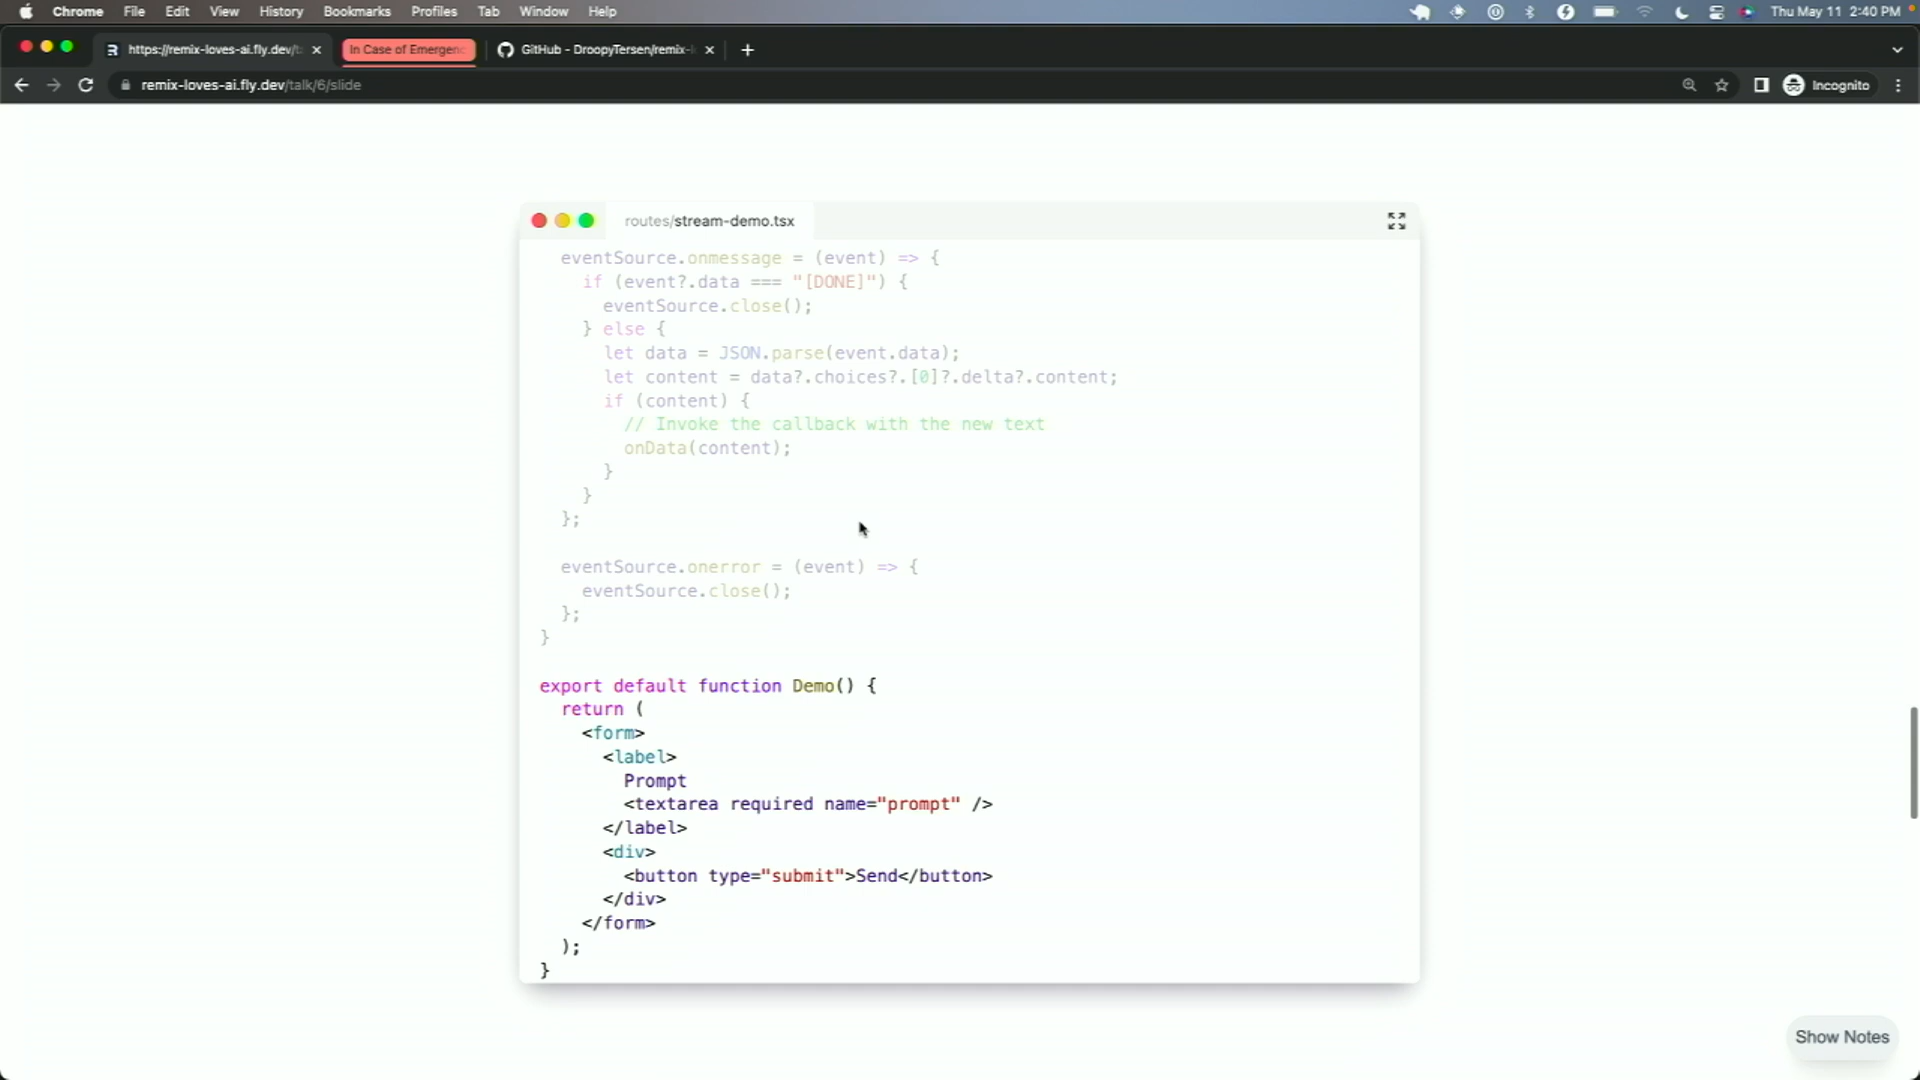 Chrome File Edit View History Bookmarks Profiles Tab Window Help Thu May 11 2:40 PM
https://remix-loves-ai.fly.dev/t In Case of Emergenc GitHub - DroopyTersen/remix-l
remix-loves-ai.fly.dev/talk/6/slide Incognito
routes/stream-demo.tsx
eventSource.onmessage = (event) => {
if (event?.data === "[DONE]") {
eventSource.close();
} else {
let data = JSON.parse(event.data);
let content = data?.choices?.[0]?.delta?.content;
if (content) {
// Invoke the callback with the new text
onData(content);
}
}
};
eventSource.onerror = (event) => {
eventSource.close();
};
}
export default function Demo() {
return (
<form>
<label>
Prompt
<textarea required name="prompt" />
</label>
<div>
<button type="submit">Send</button>
</div>
</form>
);
}
Show Notes